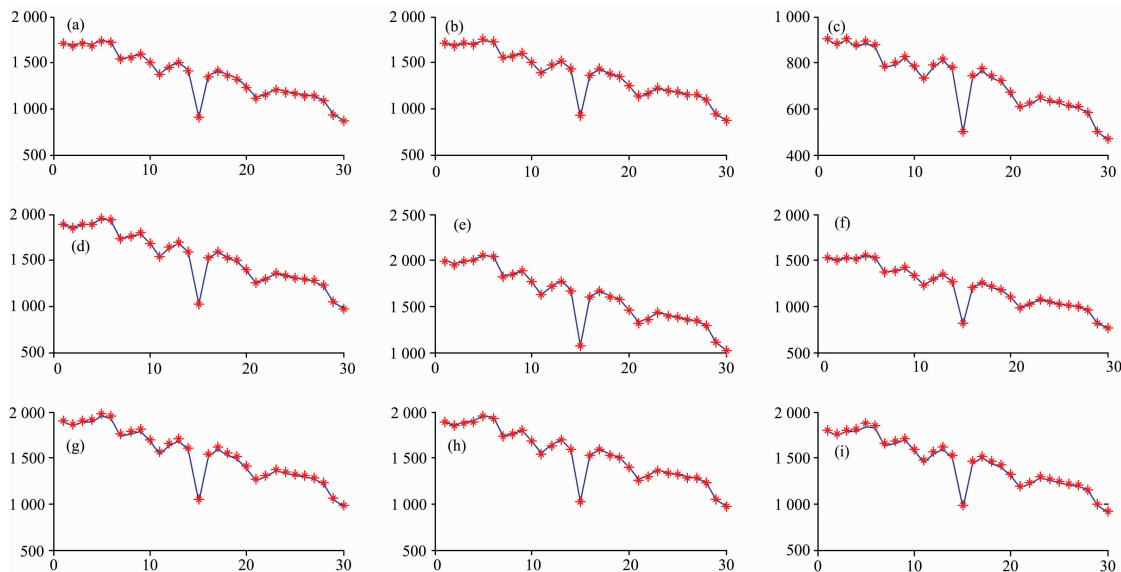 2 000 (a) 2 000 (b) 1 000 (c)
1 500 1 500 800
1 000 1 000 600
500 500 400
0 10 20 30 0 10 20 30 0 10 20 30
2 000 2 500 2 000
(d) (e) (f)
1 500 2 000 1 500
1 000 1 500 1 000
500 1 000 500
0 10 20 30 0 10 20 30 0 10 20 30
2 000 2 000 2 000
(g) (h) (i)
1 500 1 500 1 500
1 000 1 000 1 000
500 500 500
0 10 20 30 0 10 20 30 0 10 20 30